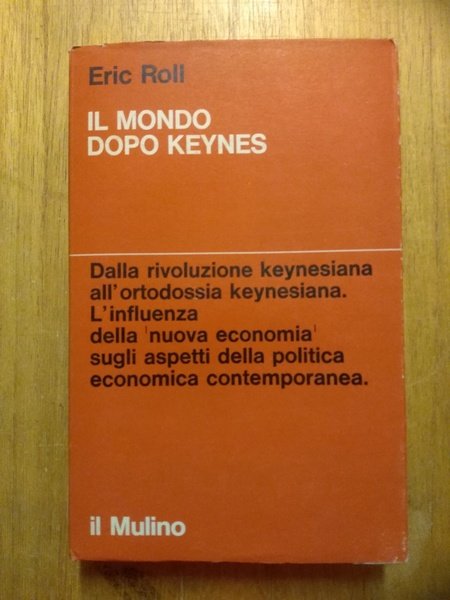 Eric Roll
IL MONDO
DOPO KEYNES
Dalla rivoluzione keynesiana
all'ortodossia keynesiana.
L'influenza
della 'nuova economia'
sugli aspetti della politica
economica contemporanea.
il Mulino